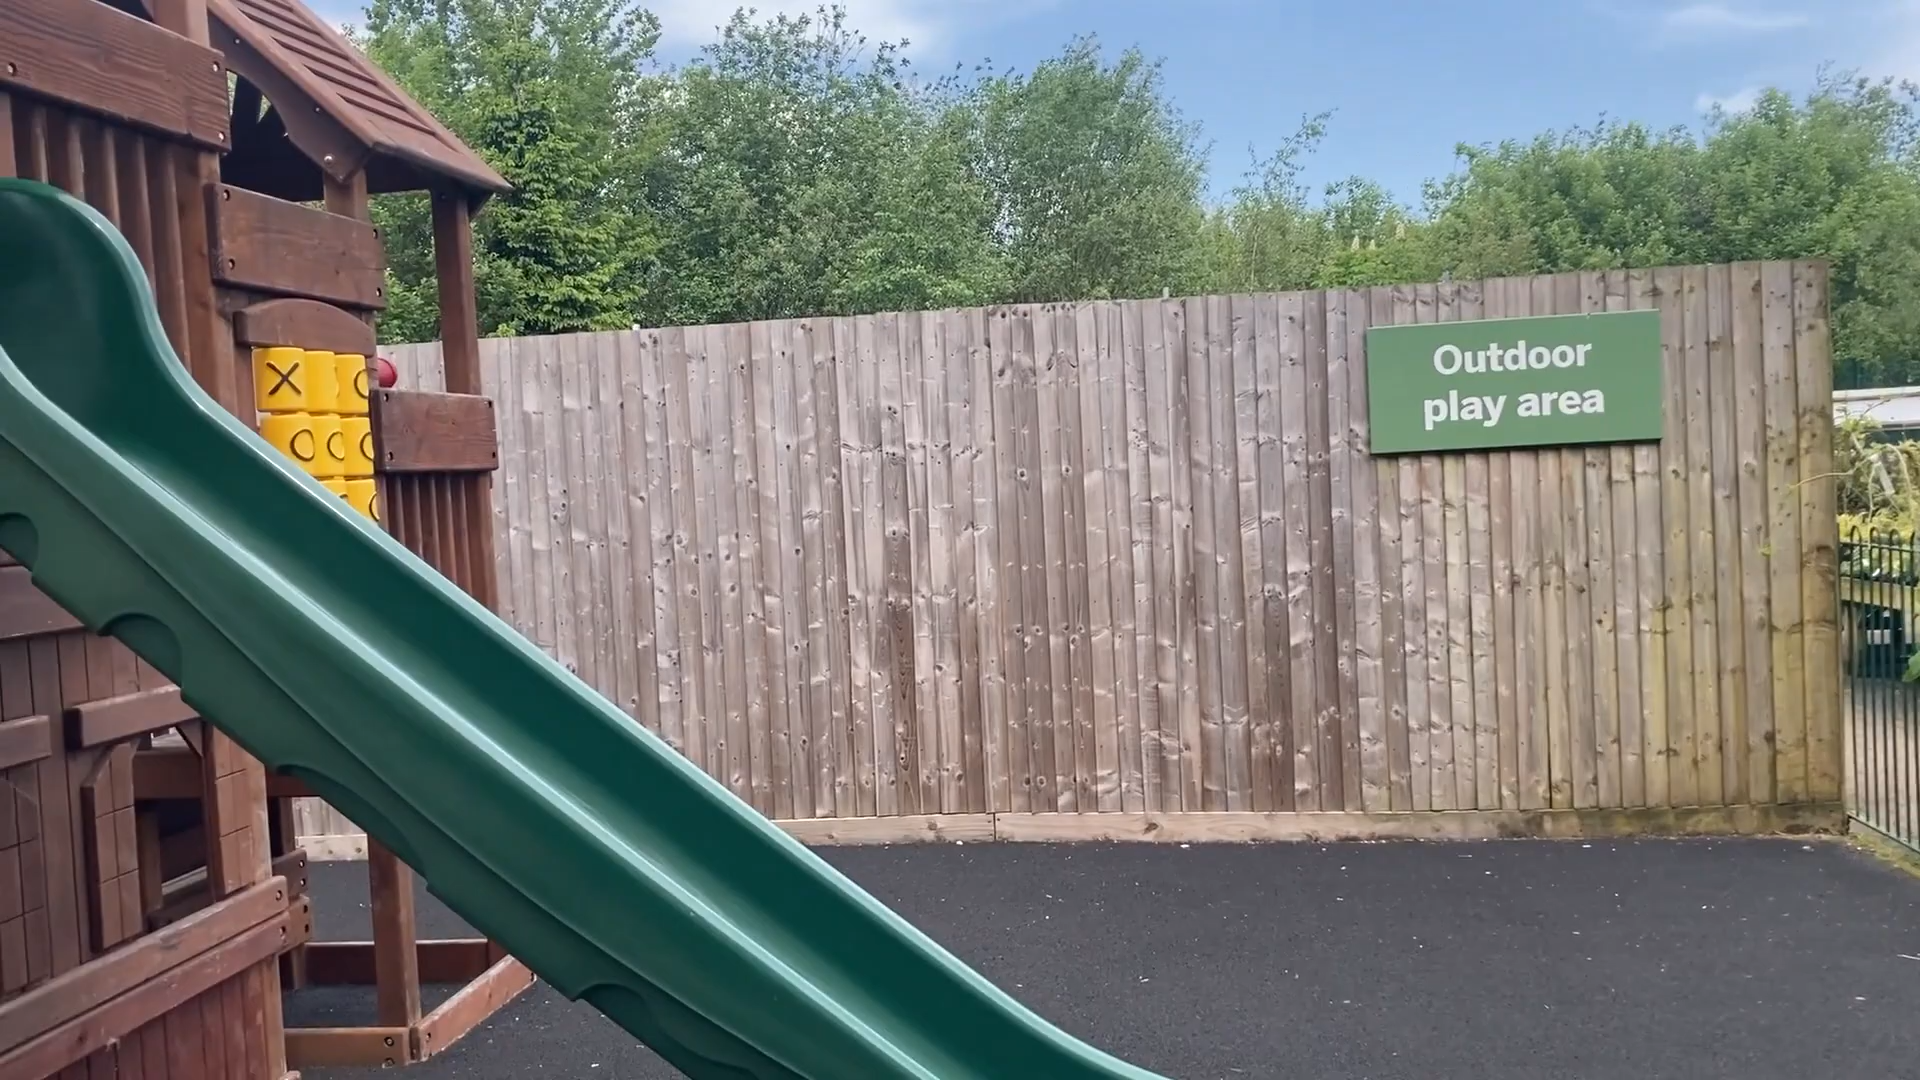 Outdoor
play area
X O
O O O
O